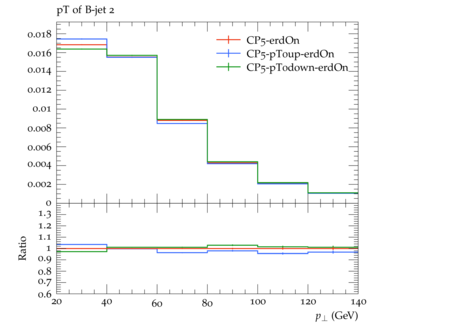 pT of B-jet 2
0.018
0.016
0.014
0.012
0.01
0.008
0.006
0.004
0.002
0
CP5-erdOn
CP5-pToup-erdOn
CP5-pTodown-erdOn
1.3
1.2
1.1
1
0.9
0.8
0.7
0.6
Ratio
20 40 60 80 100 120 140
p⊥ (GeV)